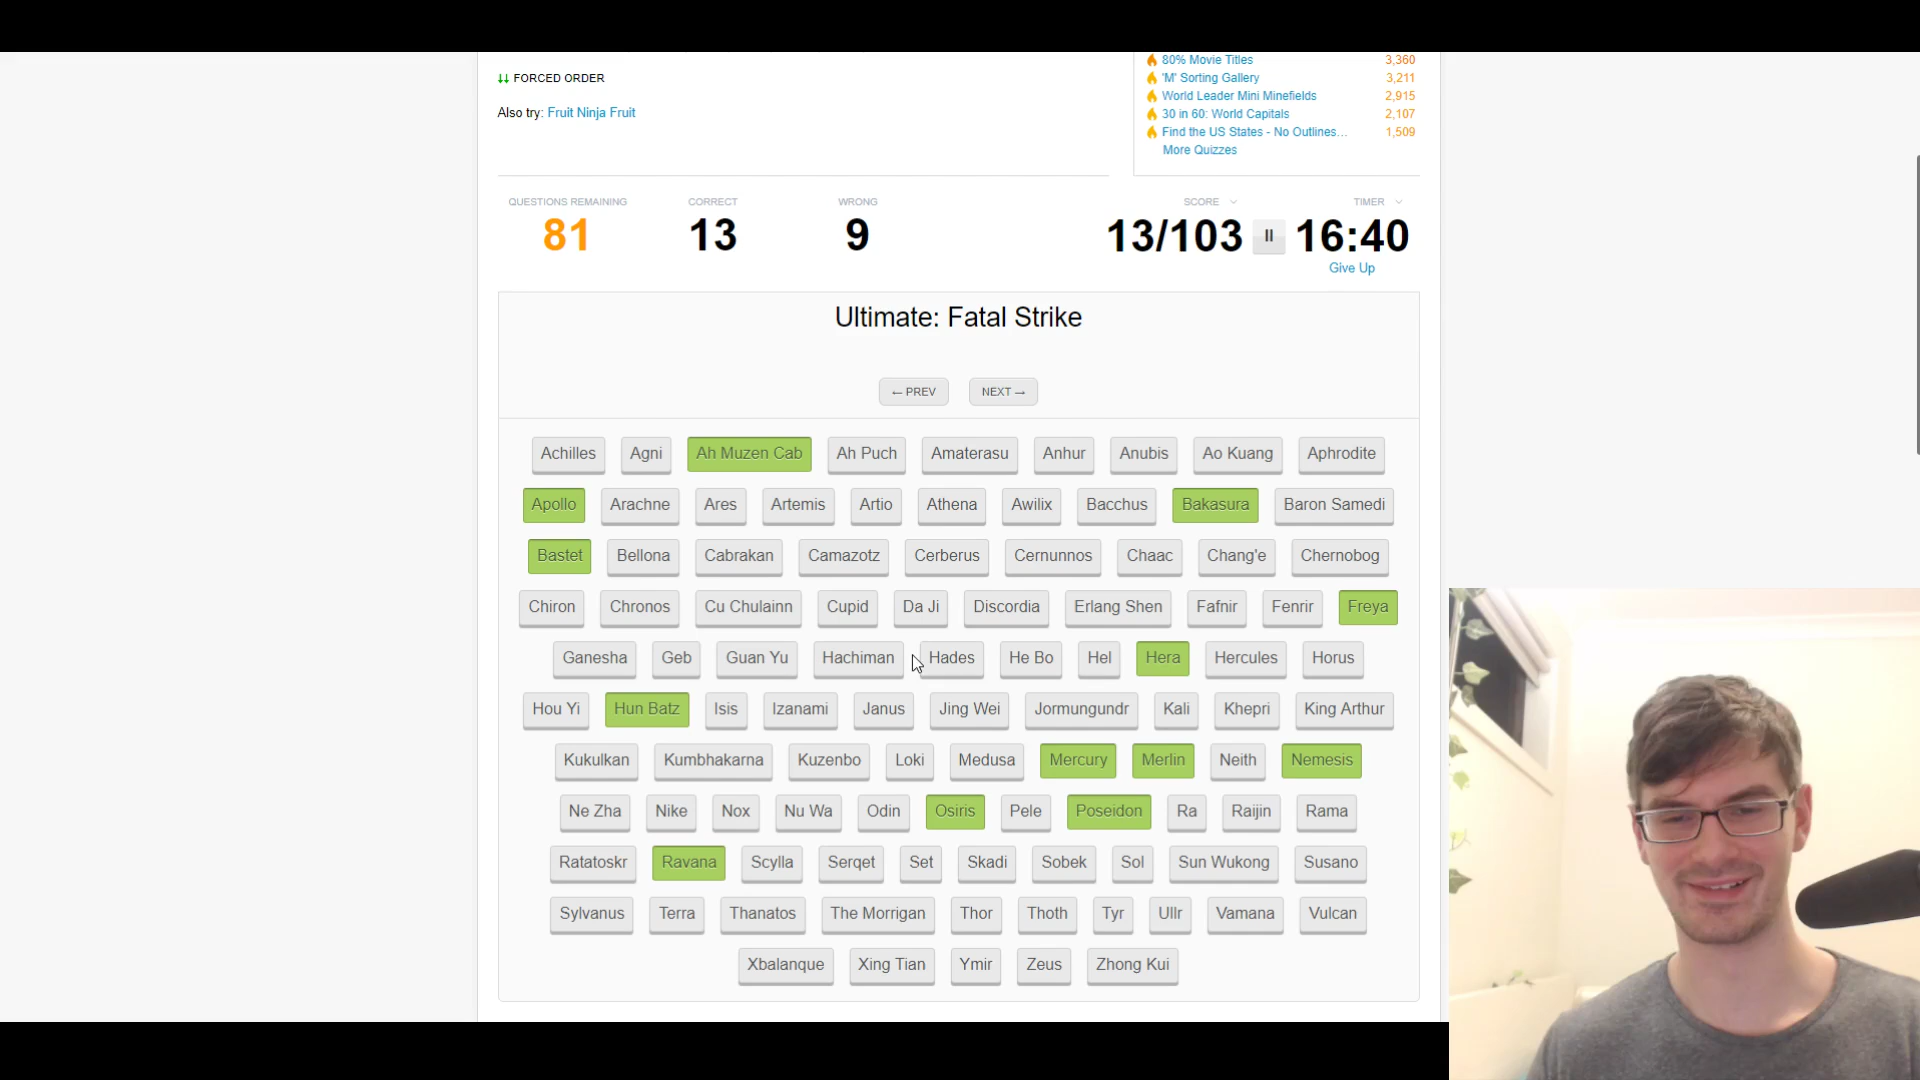 80% Movie Titles 3,360
'M' Sorting Gallery 3,211
World Leader Mini Minefields 2,915
30 in 60: World Capitals 2,107
Find the US States - No Outlines... 1,509
More Quizzes
FORCED ORDER
Also try: Fruit Ninja Fruit
QUESTIONS REMAINING CORRECT WRONG SCORE TIMER
81 13 9 13/103 16:40
Give Up
Ultimate: Fatal Strike
← PREV NEXT →
Achilles Agni Ah Muzen Cab Ah Puch Amaterasu Anhur Anubis Ao Kuang Aphrodite
Apollo Arachne Ares Artemis Artio Athena Awilix Bacchus Bakasura Baron Samedi
Bastet Bellona Cabrakan Camazotz Cerberus Cernunnos Chaac Chang'e Chernobog
Chiron Chronos Cu Chulainn Cupid Da Ji Discordia Erlang Shen Fafnir Fenrir Freya
Ganesha Geb Guan Yu Hachiman Hades He Bo Hel Hera Hercules Horus
Hou Yi Hun Batz Isis Izanami Janus Jing Wei Jormungundr Kali Khepri King Arthur
Kukulkan Kumbhakarna Kuzenbo Loki Medusa Mercury Merlin Neith Nemesis
Ne Zha Nike Nox Nu Wa Odin Osiris Pele Poseidon Ra Raijin Rama
Ratatoskr Ravana Scylla Serqet Set Skadi Sobek Sol Sun Wukong Susano
Sylvanus Terra Thanatos The Morrigan Thor Thoth Tyr Ullr Vamana Vulcan
Xbalanque Xing Tian Ymir Zeus Zhong Kui